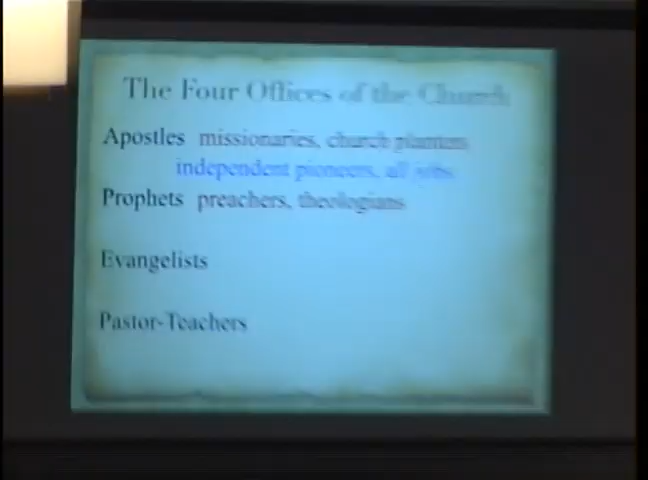 The Four Offices of the Church
Apostles missionaries, church planters
independent pioneers, all jobs
Prophets preachers, theologians
Evangelists
Pastor-Teachers